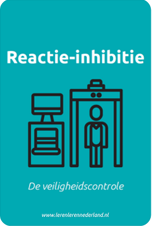 Reactie-inhibitie
De veiligheidscontrole
www.lerenlerennederland.nl